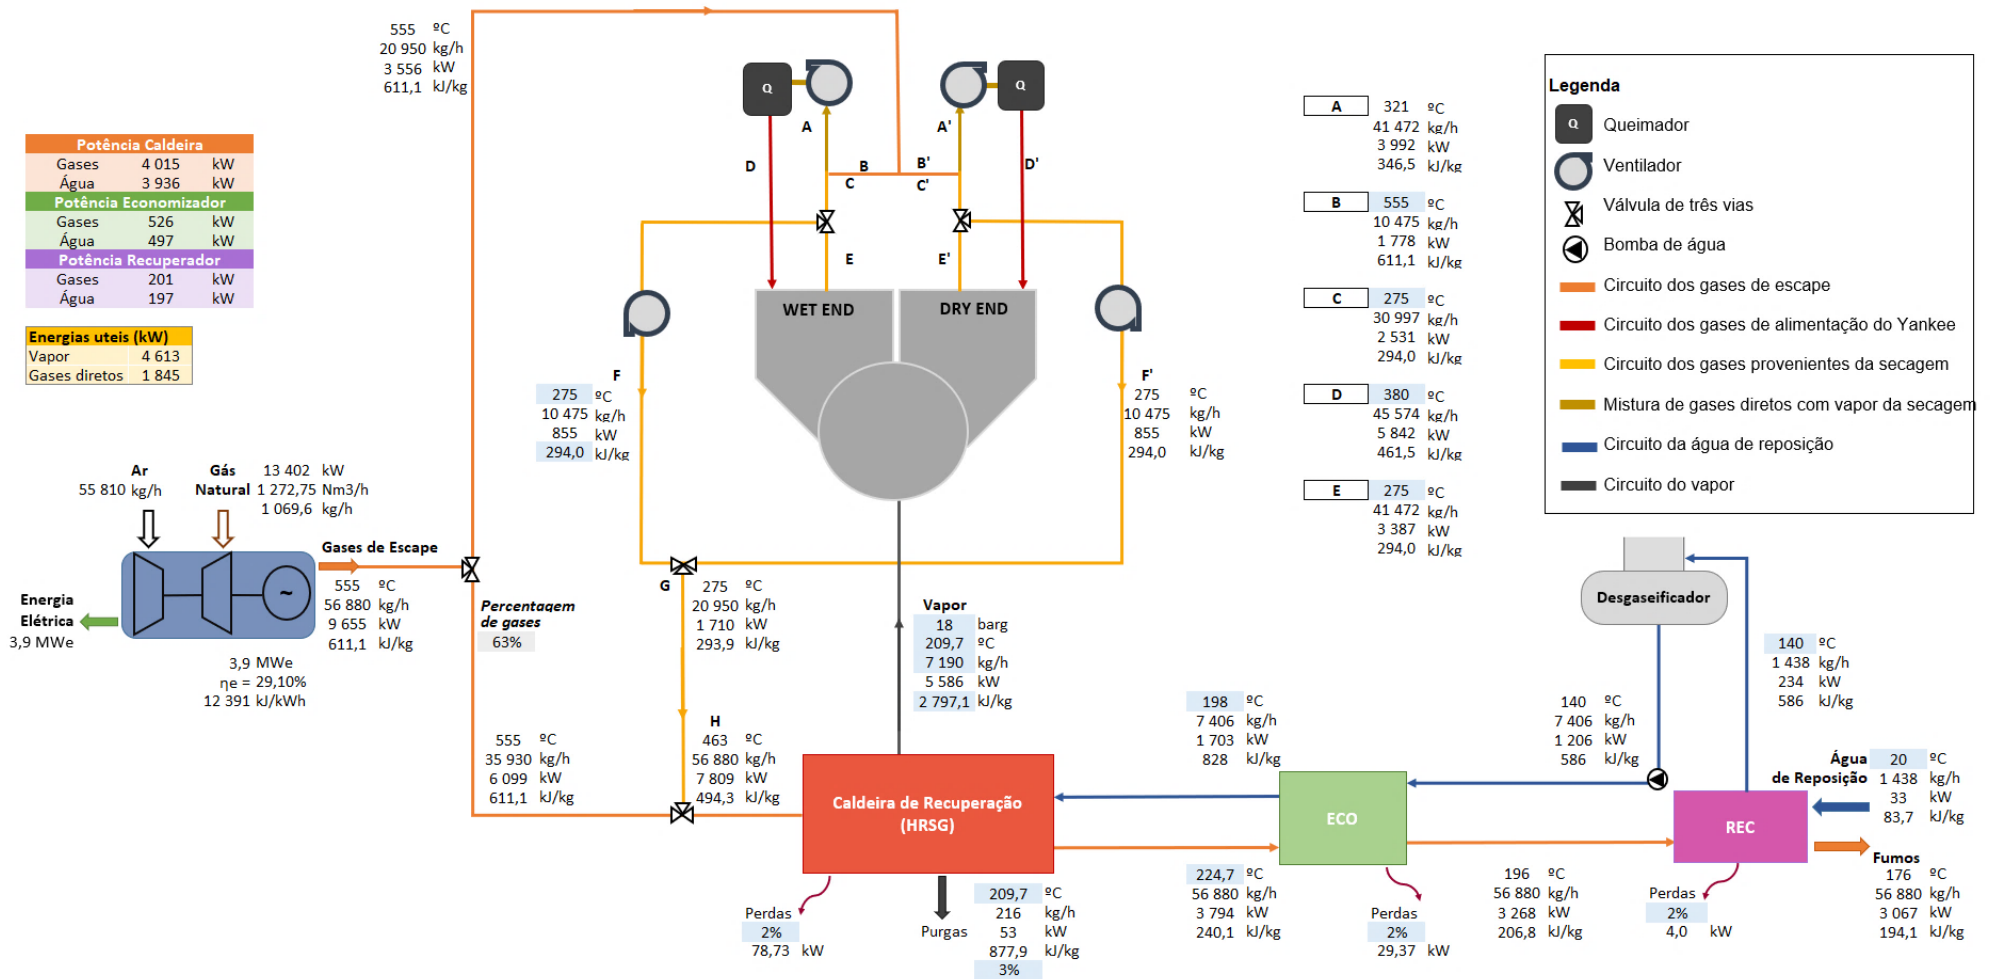 555 ºC
20 950 kg/h
3 556 kW
611,1 kJ/kg
Potência Caldeira
Gases 4 015 kW
Água 3 936 kW
Potência Economizador
Gases 526 kW
Água 497 kW
Potência Recuperador
Gases 201 kW
Água 197 kW
Energias uteis (kW)
Vapor 4 613
Gases diretos 1 845
Q
Q
A
A'
D
D'
B
B'
C
C'
E
E'
WET END
DRY END
F
275 ºC
10 475 kg/h
855 kW
294,0 kJ/kg
F'
275 ºC
10 475 kg/h
855 kW
294,0 kJ/kg
A 321 ºC
41 472 kg/h
3 992 kW
346,5 kJ/kg
B 555 ºC
10 475 kg/h
1 778 kW
611,1 kJ/kg
C 275 ºC
30 997 kg/h
2 531 kW
294,0 kJ/kg
D 380 ºC
45 574 kg/h
5 842 kW
461,5 kJ/kg
E 275 ºC
41 472 kg/h
3 387 kW
294,0 kJ/kg
Legenda
Q Queimador
Ventilador
Válvula de três vias
Bomba de água
Circuito dos gases de escape
Circuito dos gases de alimentação do Yankee
Circuito dos gases provenientes da secagem
Mistura de gases diretos com vapor da secagem
Circuito da água de reposição
Circuito do vapor
Ar
55 810 kg/h
Gás Natural
13 402 kW
1 272,75 Nm3/h
1 069,6 kg/h
Gases de Escape
555 ºC
56 880 kg/h
9 655 kW
611,1 kJ/kg
~
Energia
Elétrica
3,9 MWe
3,9 MWe
ηe = 29,10%
12 391 kJ/kWh
Percentagem
de gases
63%
G
275 ºC
20 950 kg/h
1 710 kW
293,9 kJ/kg
555 ºC
35 930 kg/h
6 099 kW
611,1 kJ/kg
H
463 ºC
56 880 kg/h
7 809 kW
494,3 kJ/kg
Vapor
18 barg
209,7 ºC
7 190 kg/h
5 586 kW
2 797,1 kJ/kg
Caldeira de Recuperação
(HRSG)
Perdas
2%
78,73 kW
Purgas
209,7 ºC
216 kg/h
53 kW
877,9 kJ/kg
3%
198 ºC
7 406 kg/h
1 703 kW
828 kJ/kg
ECO
224,7 ºC
56 880 kg/h
3 794 kW
240,1 kJ/kg
Perdas
2%
29,37 kW
140 ºC
7 406 kg/h
1 206 kW
586 kJ/kg
Desgaseificador
140 ºC
1 438 kg/h
234 kW
586 kJ/kg
REC
196 ºC
56 880 kg/h
3 268 kW
206,8 kJ/kg
Perdas
2%
4,0 kW
Água
de Reposição
20 ºC
1 438 kg/h
33 kW
83,7 kJ/kg
Fumos
176 ºC
56 880 kg/h
3 067 kW
194,1 kJ/kg